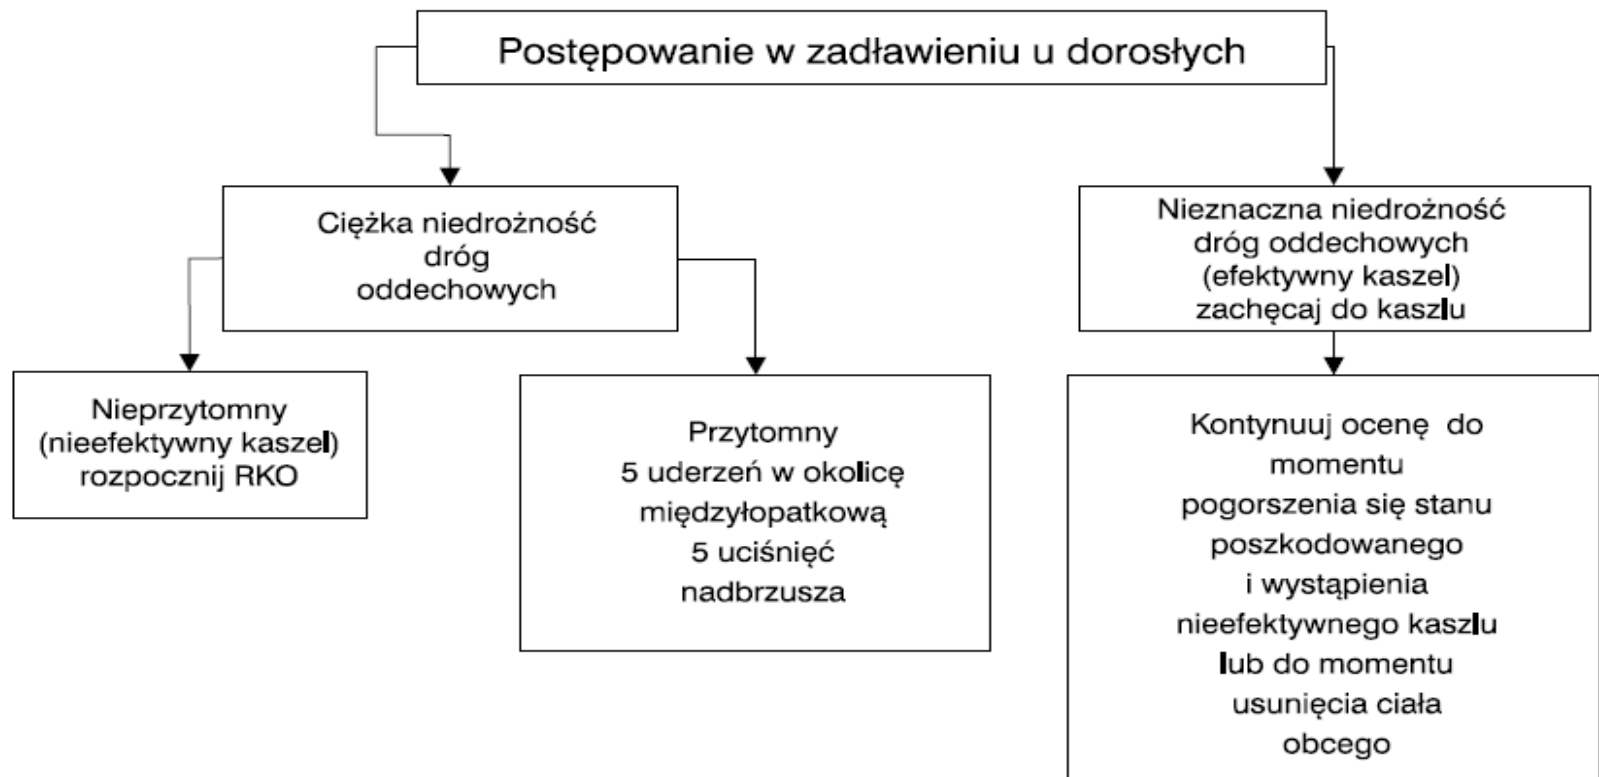 Postępowanie w zadławieniu u dorosłych
Ciężka niedrożność
dróg
oddechowych
Nieznaczna niedrożność
dróg oddechowych
(efektywny kaszel)
zachęcaj do kaszlu
Nieprzytomny
(nieefektywny kaszel)
rozpocznij RKO
Przytomny
5 uderzeń w okolicę
międzyłopatkową
5 uciśnięć
nadbrzusza
Kontynuuj ocenę do
momentu
pogorszenia się stanu
poszkodowanego
i wystąpienia
nieefektywnego kaszlu
lub do momentu
usunięcia ciała
obcego